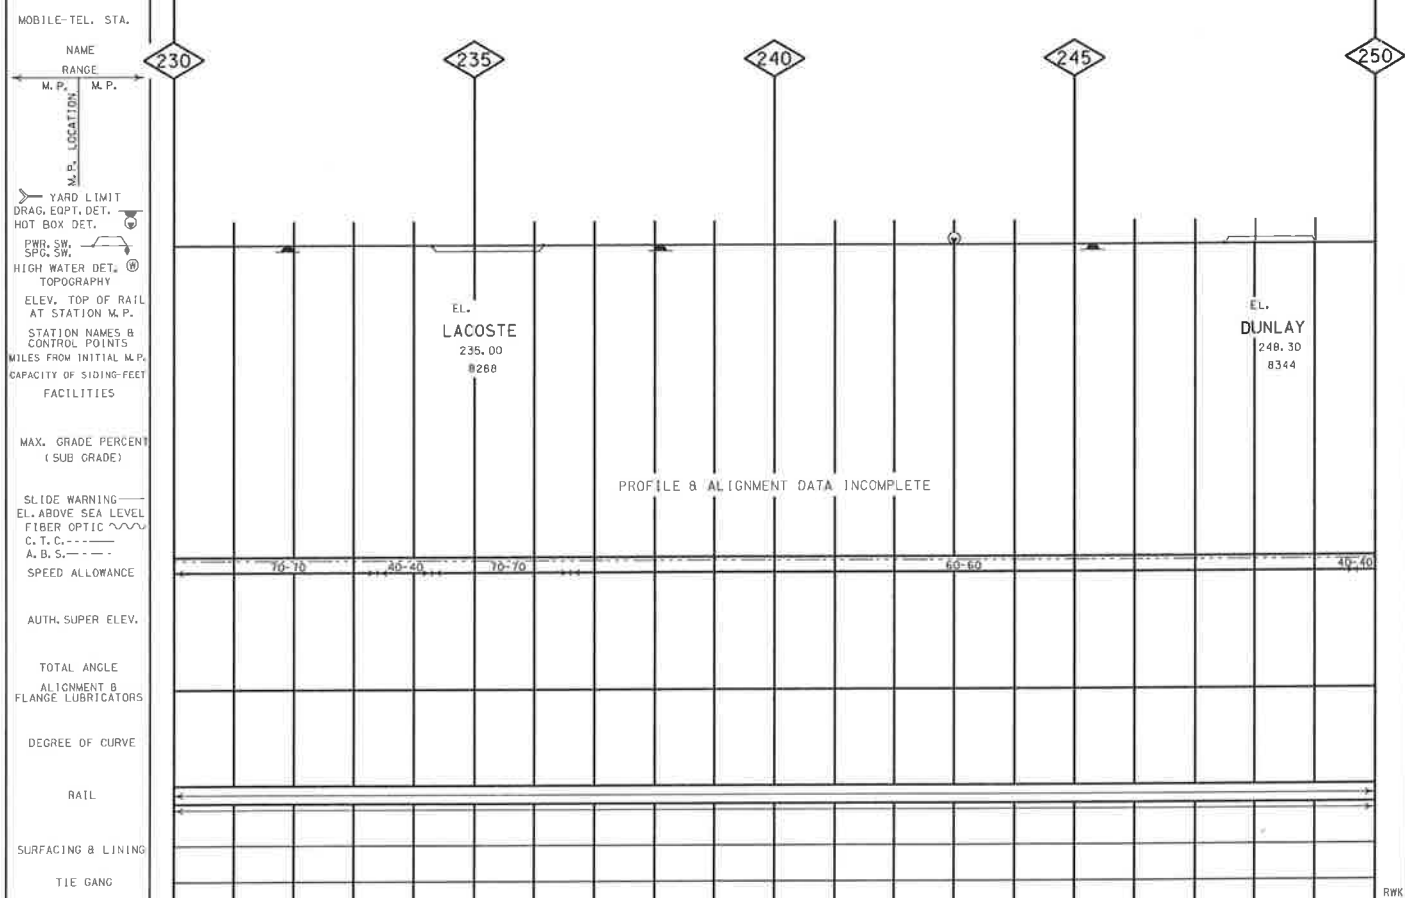 MOBILE-TEL. STA.
NAME
RANGE
M.P. M.P.
M.P. LOCATION
230
235
240
245
250
YARD LIMIT
DRAG. EQPT. DET.
HOT BOX DET.
PWR. SW.
SPG. SW.
HIGH WATER DET. W
TOPOGRAPHY
ELEV. TOP OF RAIL
AT STATION M.P.
STATION NAMES &
CONTROL POINTS
MILES FROM INITIAL M.P.
CAPACITY OF SIDING-FEET
FACILITIES
EL.
LACOSTE
235.00
8268
EL.
DUNLAY
248.30
8344
MAX. GRADE PERCENT
(SUB GRADE)
PROFILE & ALIGNMENT DATA INCOMPLETE
SLIDE WARNING
EL. ABOVE SEA LEVEL
FIBER OPTIC
C.T.C.
A.B.S.
SPEED ALLOWANCE
70-70 40-40 70-70 60-60 40-40
AUTH. SUPER ELEV.
TOTAL ANGLE
ALIGNMENT &
FLANGE LUBRICATORS
DEGREE OF CURVE
RAIL
SURFACING & LINING
TIE GANG
RWK